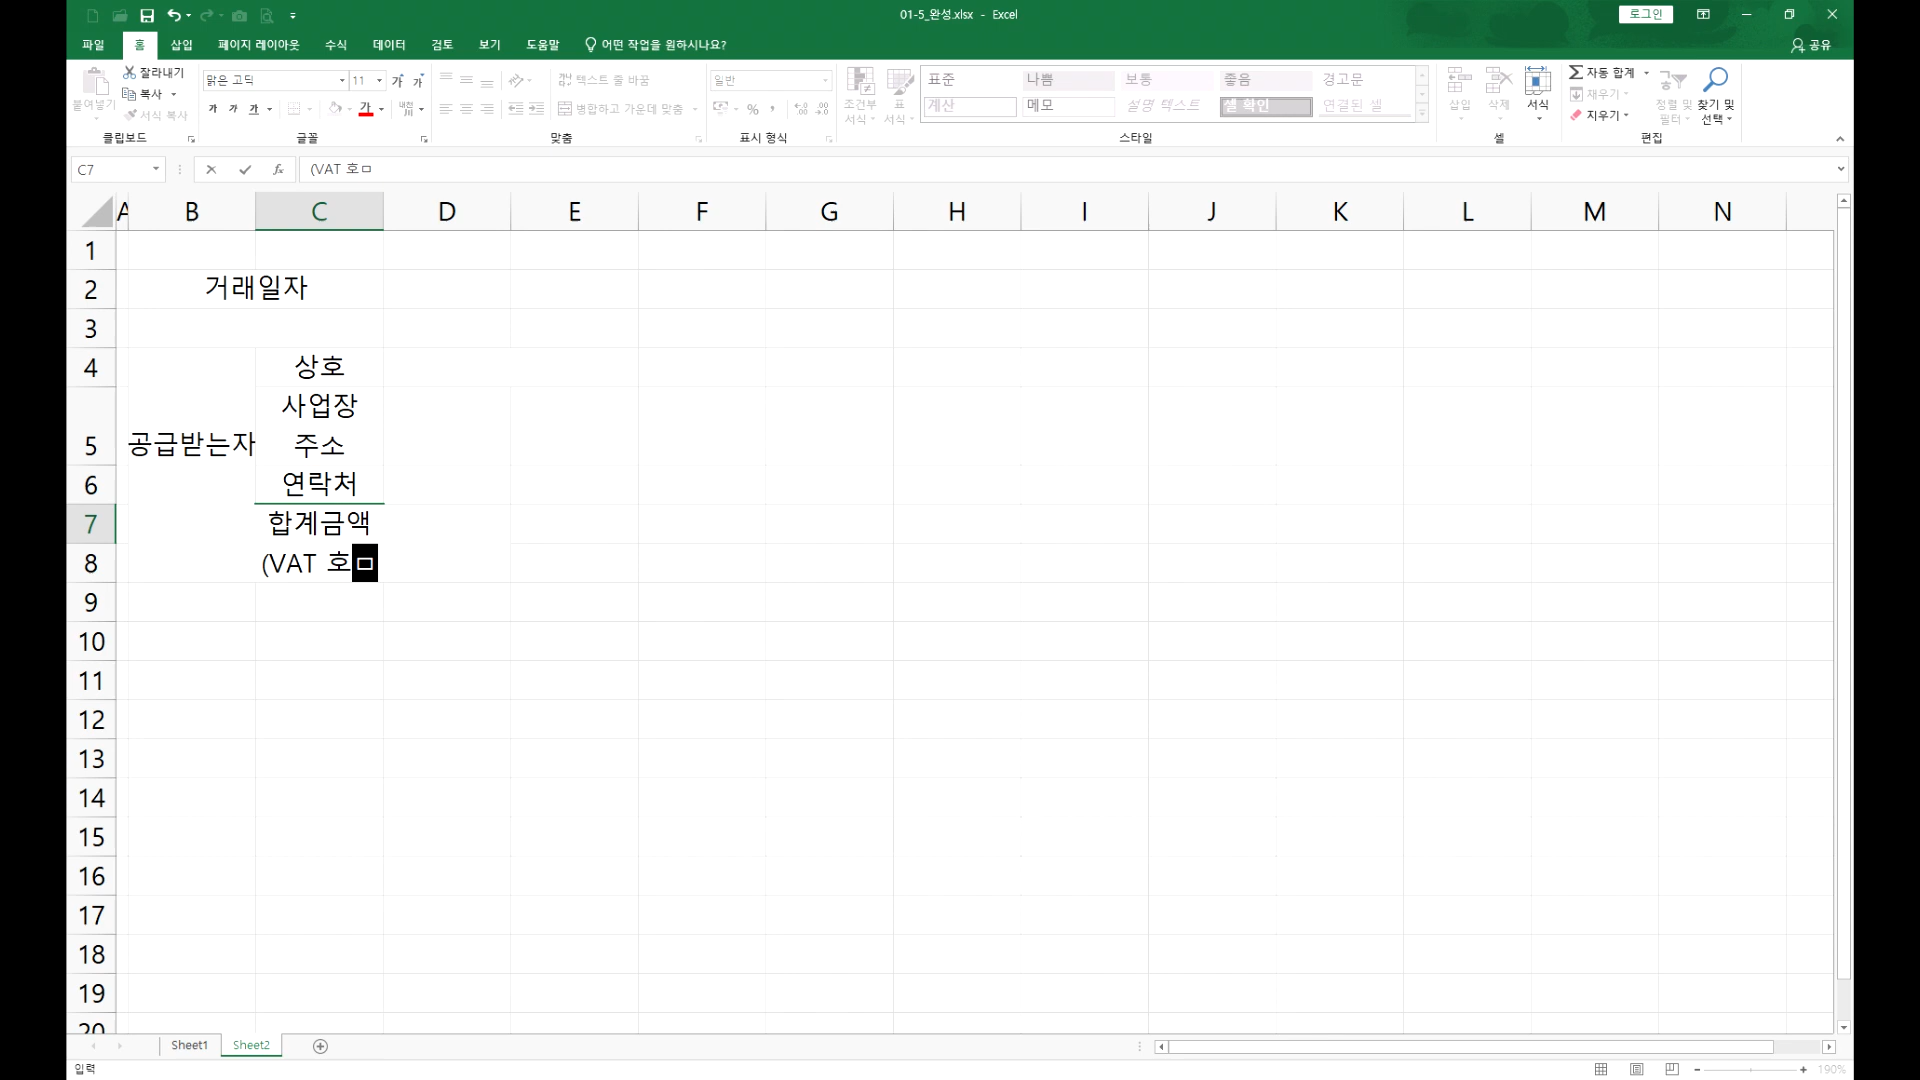 01-5_완성.xlsx - Excel
로그인
파일 홈 삽입 페이지 레이아웃 수식 데이터 검토 보기 도움말 어떤 작업을 원하시나요? 공유
붙여넣기
잘라내기
복사
서식 복사
클립보드
맑은 고딕 11 가 가
가 가 가 가 내천
글꼴
텍스트 줄 바꿈
병합하고 가운데 맞춤
맞춤
일반
%
표시 형식
조건부 서식
표 서식
표준 나쁨 보통 좋음 경고문
계산 메모 설명 텍스트 셀 확인 연결된 셀
스타일
삽입 삭제 서식
셀
자동 합계
채우기
지우기
정렬 및 필터
찾기 및 선택
편집
C7 fx (VAT 호ㅁ
A B C D E F G H I J K L M N
1
2 거래일자
3
4 상호
사업장
5 공급받는자 주소
6 연락처
7 합계금액
8 (VAT 호ㅁ
9
10
11
12
13
14
15
16
17
18
19
20
Sheet1 Sheet2
입력 190%